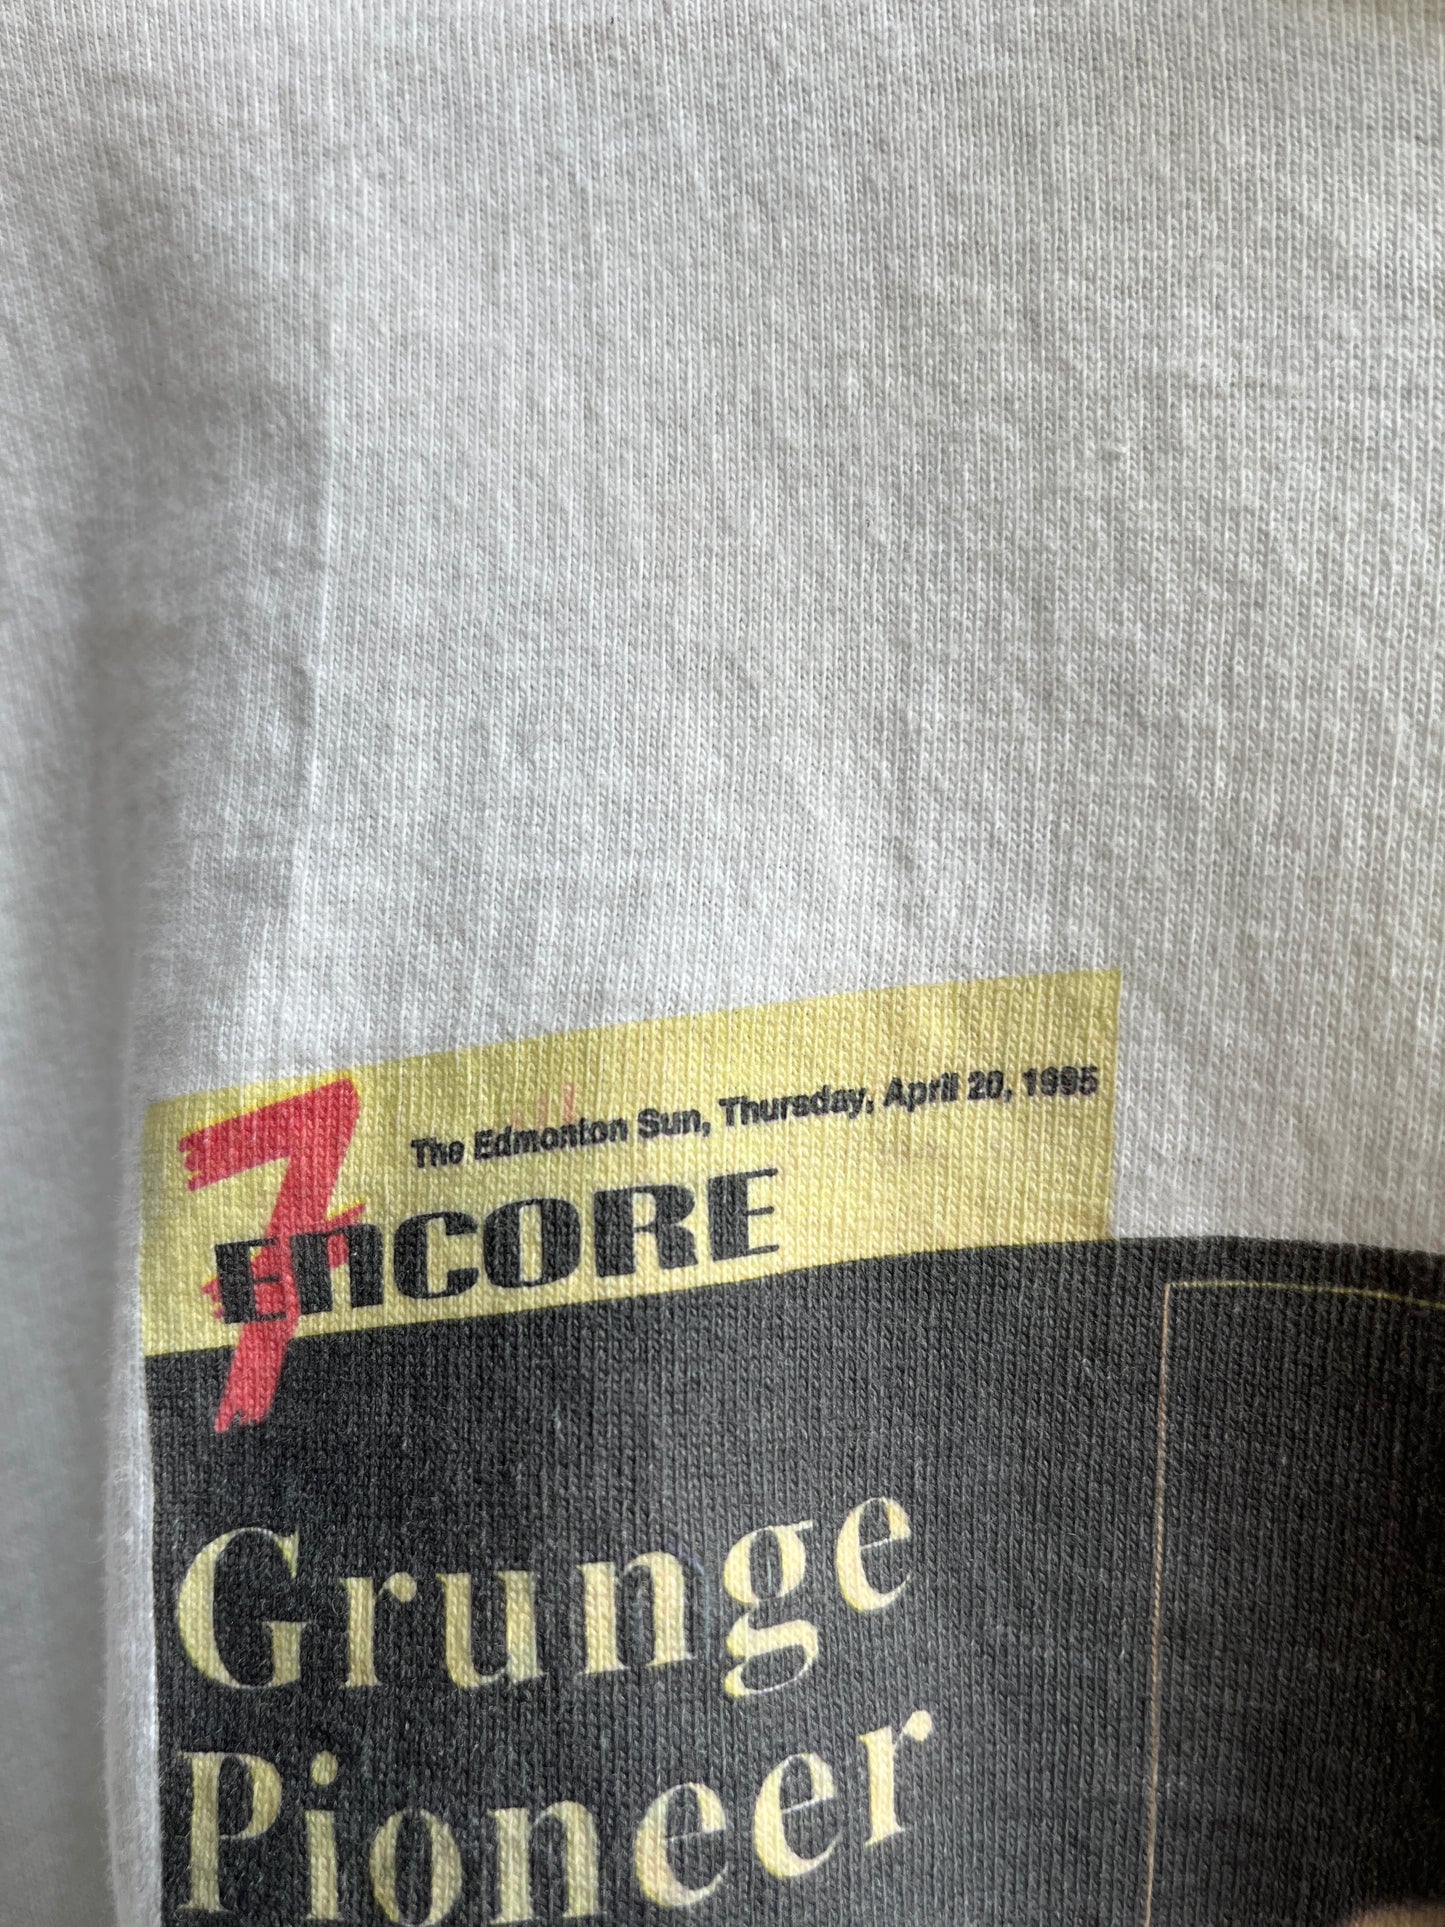 The Edmonton Sun, Thursday, April 20, 1995
7
ENCORE
Grunge
Pioneer